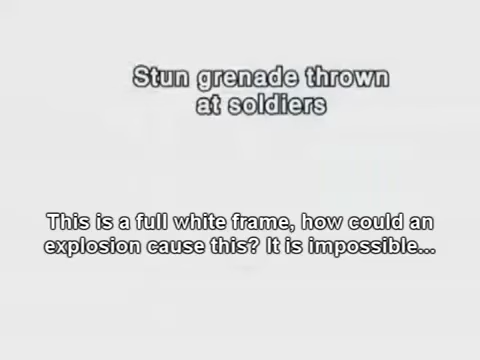 Stun grenade thrown
at soldiers
This is a full white frame, how could an
explosion cause this? It is impossible...